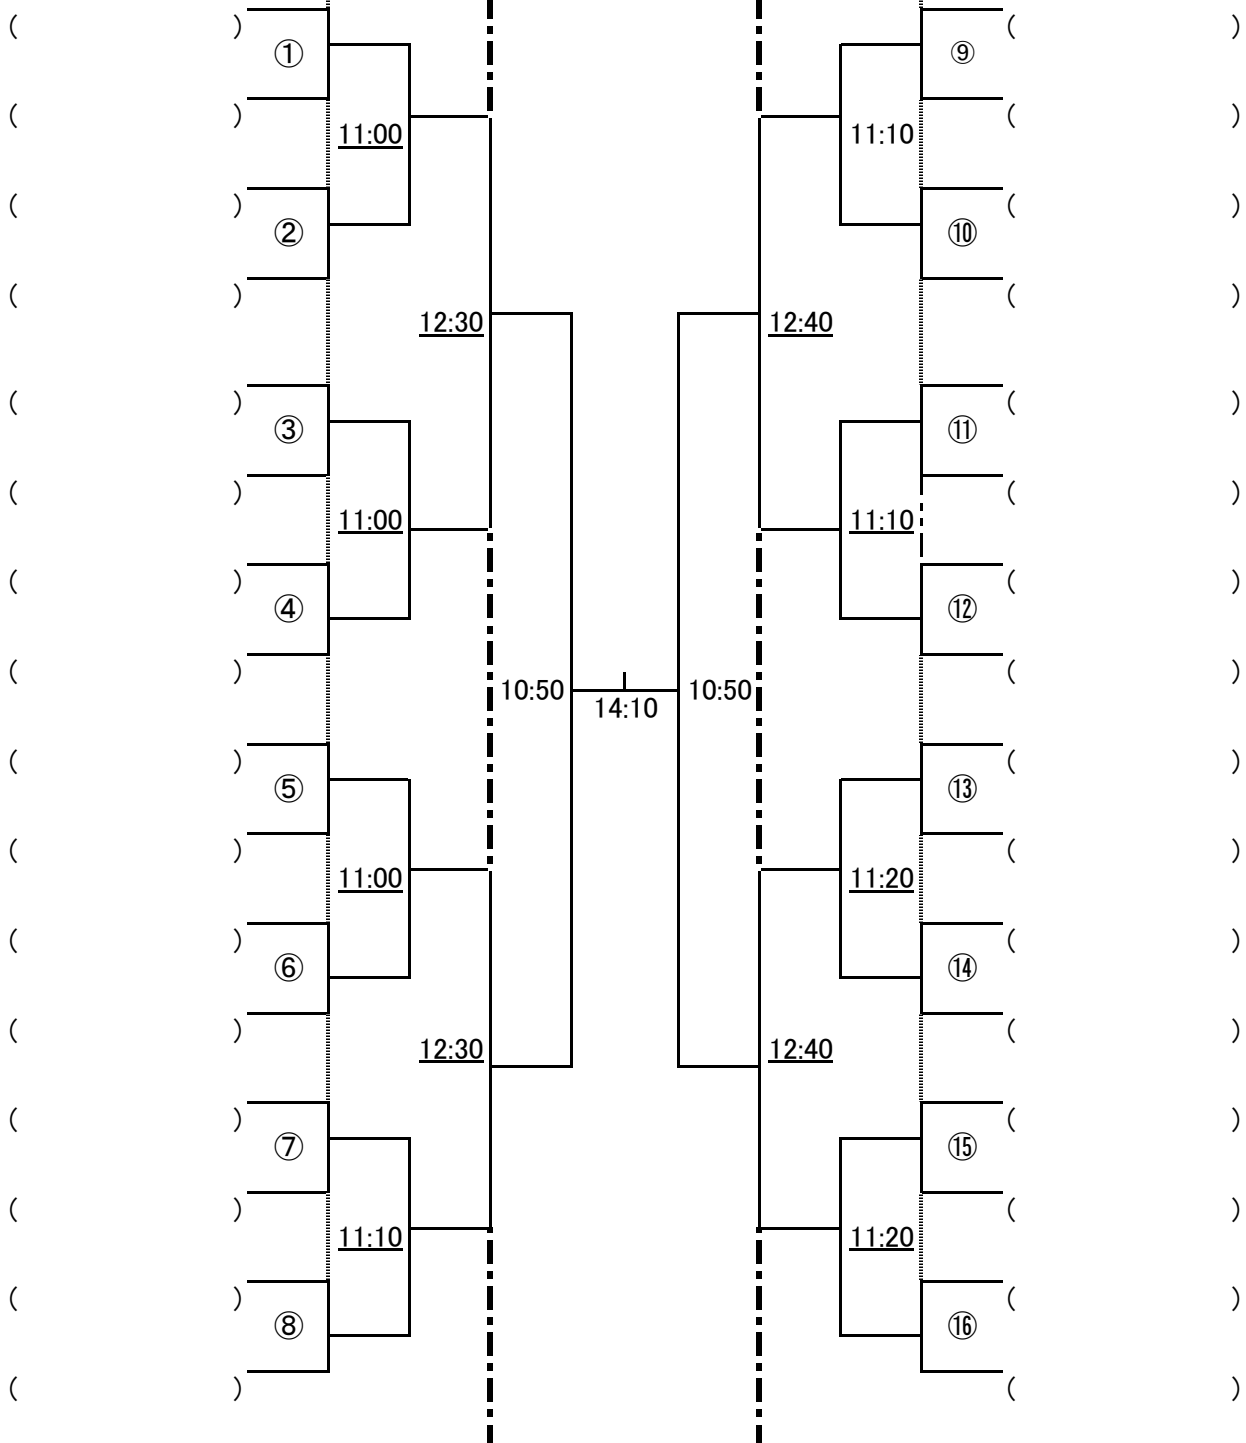 ( ) ( )
① ⑨
( ) 11:00 11:10 ( )
( ) ( )
② ⑩
( ) ( )
12:30 12:40
( ) ( )
③ ⑪
( ) ( )
11:00 11:10
( ) ( )
④ ⑫
( ) ( )
10:50 10:50
14:10
( ) ( )
⑤ ⑬
( ) ( )
11:00 11:20
( ) ( )
⑥ ⑭
( ) ( )
12:30 12:40
( ) ( )
⑦ ⑮
( ) ( )
11:10 11:20
( ) ( )
⑧ ⑯
( ) ( )